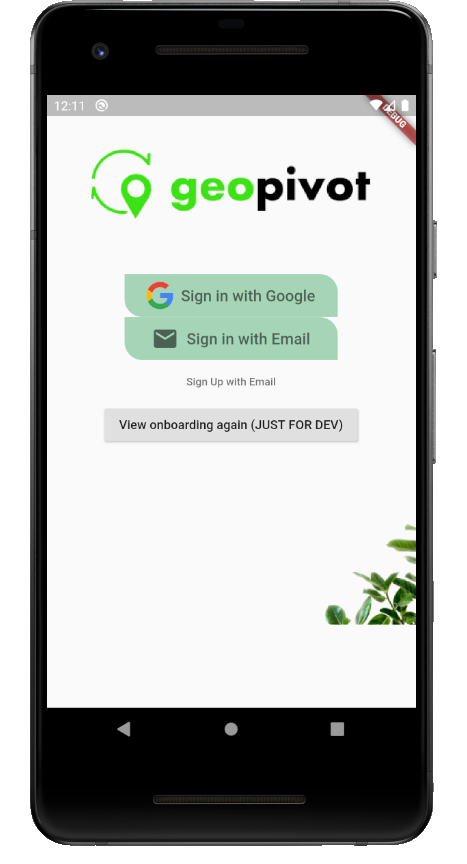 12:11
DEBUG
geopivot
Sign in with Google
Sign in with Email
Sign Up with Email
View onboarding again (JUST FOR DEV)